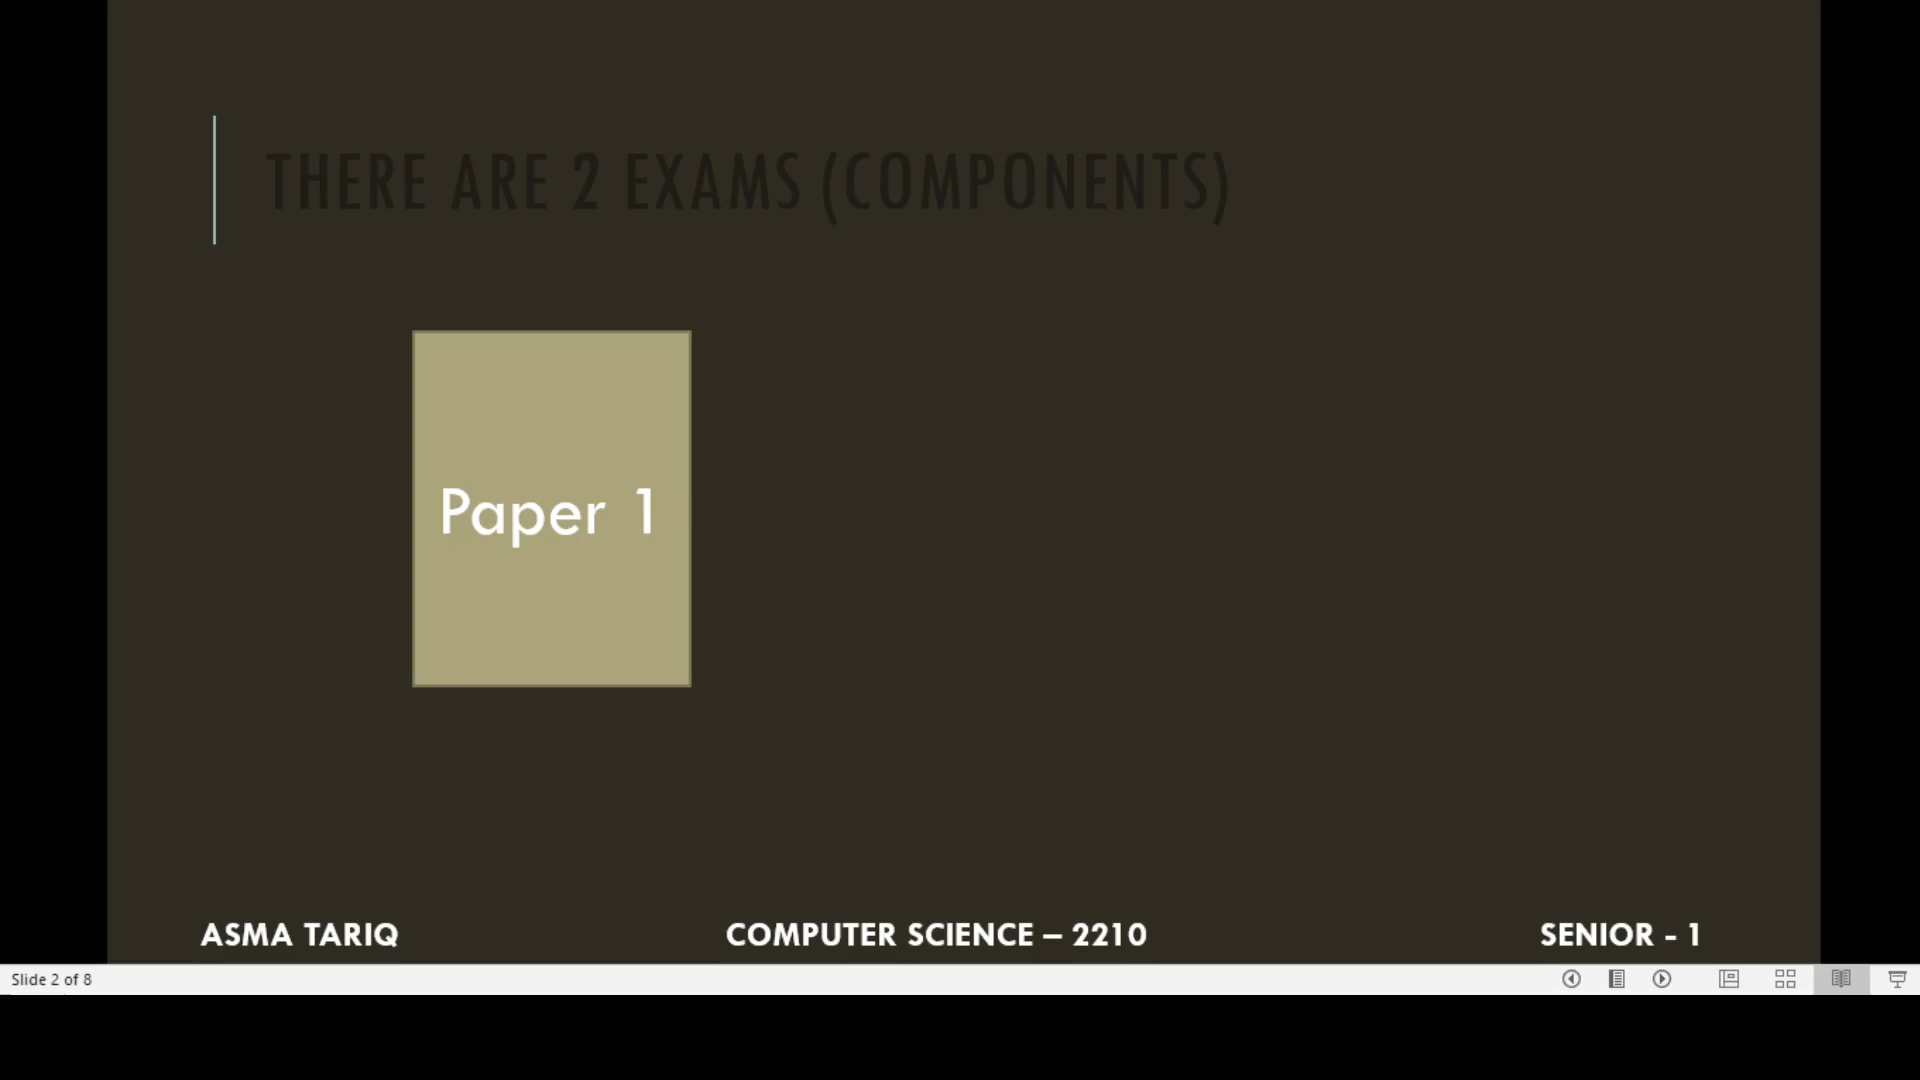 THERE ARE 2 EXAMS (COMPONENTS)
Paper 1
ASMA TARIQ
COMPUTER SCIENCE – 2210
SENIOR - 1
Slide 2 of 8